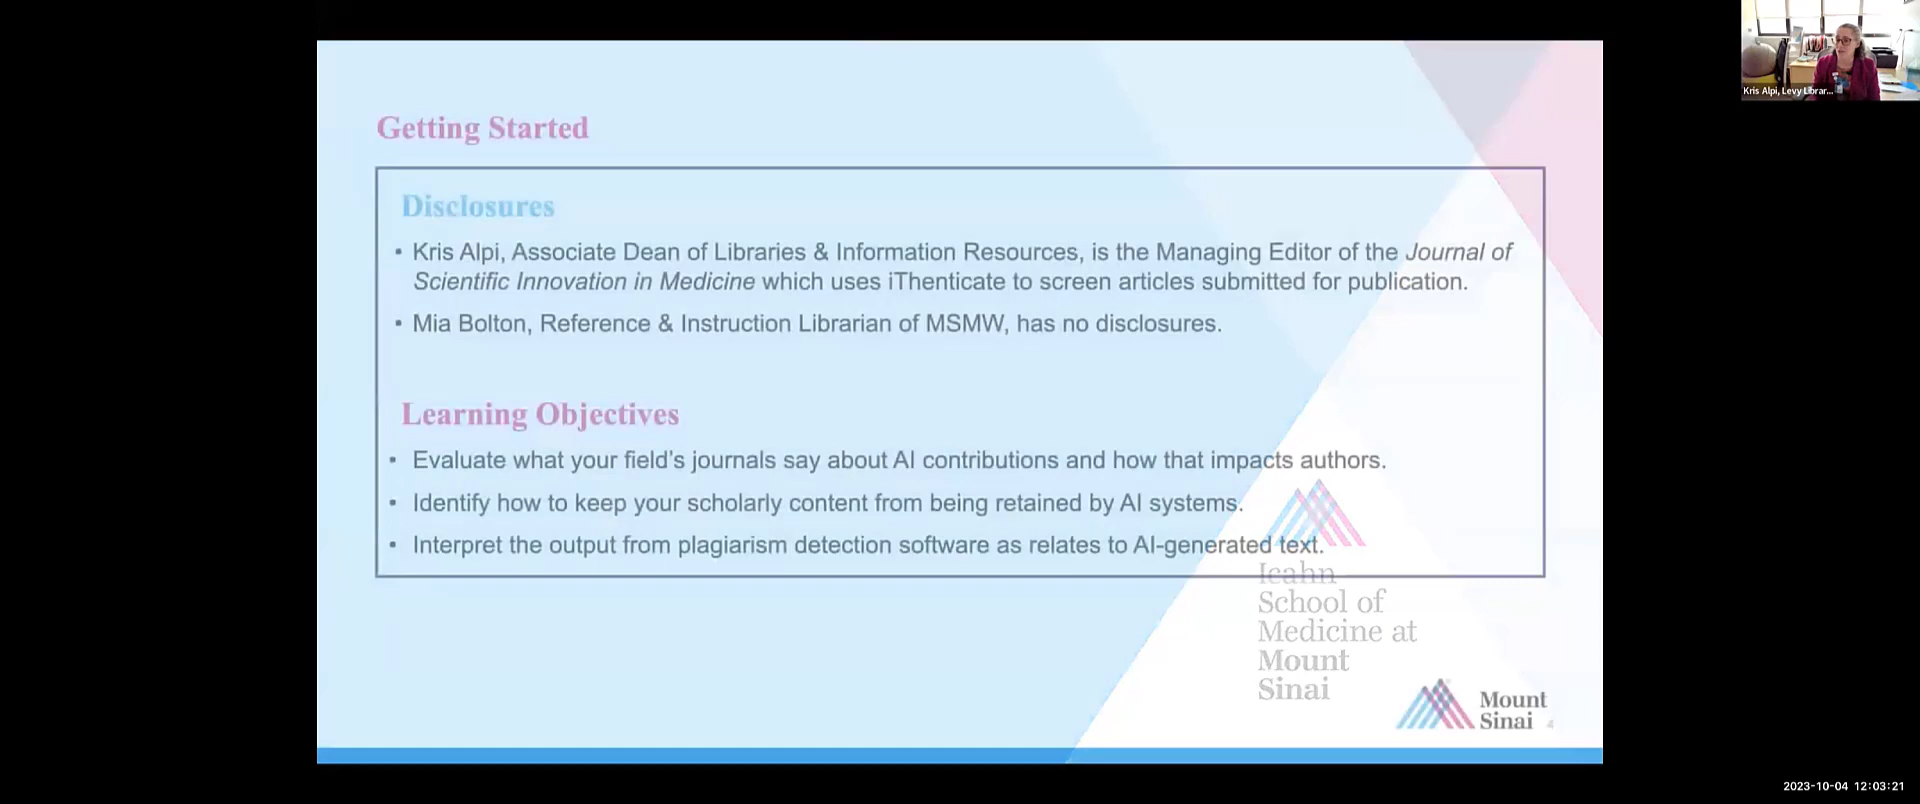 Kris Alpi, Levy Librar...
Getting Started
Disclosures
• Kris Alpi, Associate Dean of Libraries & Information Resources, is the Managing Editor of the Journal of
Scientific Innovation in Medicine which uses iThenticate to screen articles submitted for publication.
• Mia Bolton, Reference & Instruction Librarian of MSMW, has no disclosures.
Learning Objectives
• Evaluate what your field's journals say about AI contributions and how that impacts authors.
• Identify how to keep your scholarly content from being retained by AI systems.
• Interpret the output from plagiarism detection software as relates to AI-generated text.
Icahn
School of
Medicine at
Mount
Sinai
Mount
Sinai
4
2023-10-04 12:03:21